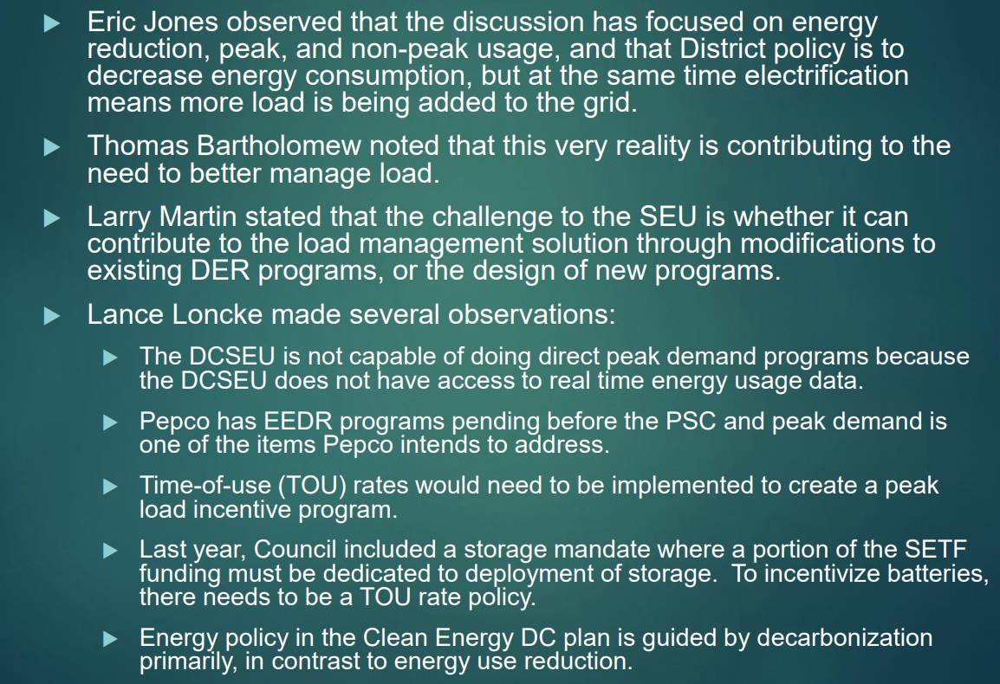 Eric Jones observed that the discussion has focused on energy
reduction, peak, and non-peak usage, and that District policy is to
decrease energy consumption, but at the same time electrification
means more load is being added to the grid.
Thomas Bartholomew noted that this very reality is contributing to the
need to better manage load.
Larry Martin stated that the challenge to the SEU is whether it can
contribute to the load management solution through modifications to
existing DER programs, or the design of new programs.
Lance Loncke made several observations:
The DCSEU is not capable of doing direct peak demand programs because
the DCSEU does not have access to real time energy usage data.
Pepco has EEDR programs pending before the PSC and peak demand is
one of the items Pepco intends to address.
Time-of-use (TOU) rates would need to be implemented to create a peak
load incentive program.
Last year, Council included a storage mandate where a portion of the SETF
funding must be dedicated to deployment of storage.  To incentivize batteries,
there needs to be a TOU rate policy.
Energy policy in the Clean Energy DC plan is guided by decarbonization
primarily, in contrast to energy use reduction.